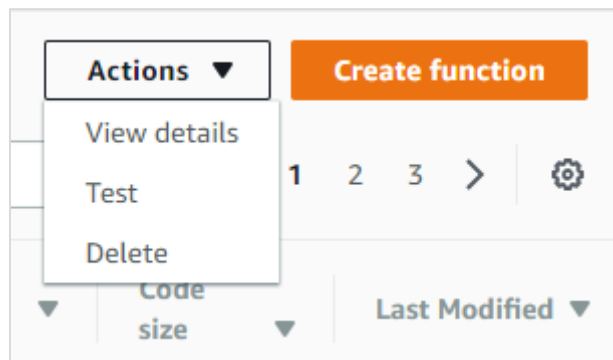 Actions Create function
View details
1 2 3
Test
Delete
Code
size
Last Modified